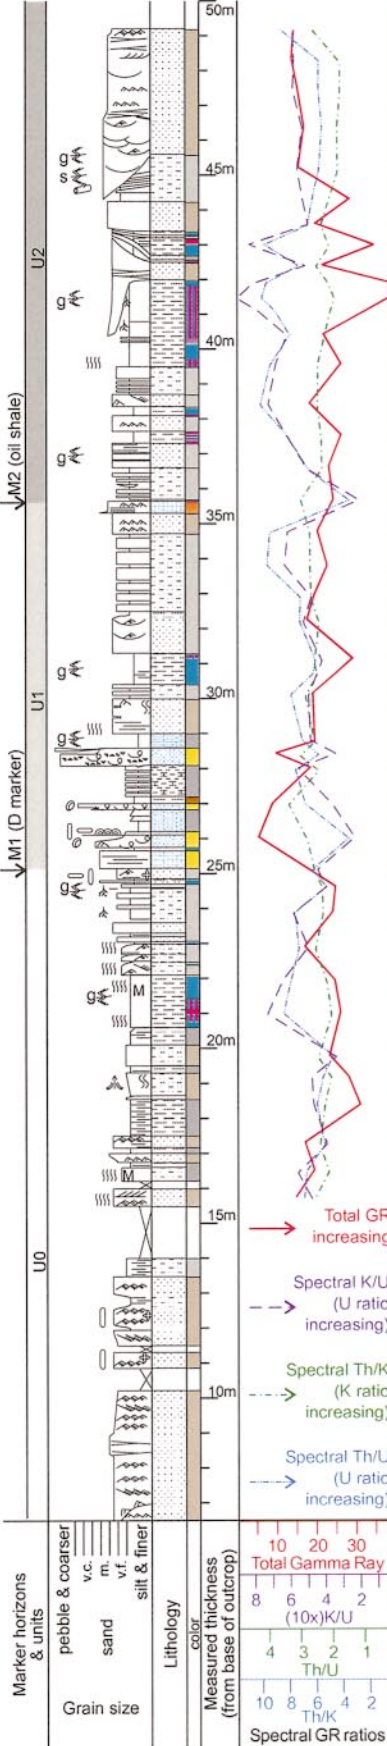 50m
g
s
45m
U2
g
40m
M2 (oil shale)
g
35m
g
30m
U1
g
M1 (D marker)
25m
g
g M
20m
M
15m
Total GR
increasing
U0
Spectral K/U
(U ratio
increasing)
Spectral Th/K
(K ratio
increasing)
10m
Spectral Th/U
(U ratio
increasing)
Marker horizons
& units
pebble & coarser
v.c.
m.
v.f.
sand
silt & finer
Grain size
Lithology
color
Measured thickness
(from base of outcrop)
10 20 30
Total Gamma Ray
8 6 4 2
(10x)K/U
4 3 2 1
Th/U
10 8 6 4 2
Th/K
Spectral GR ratios